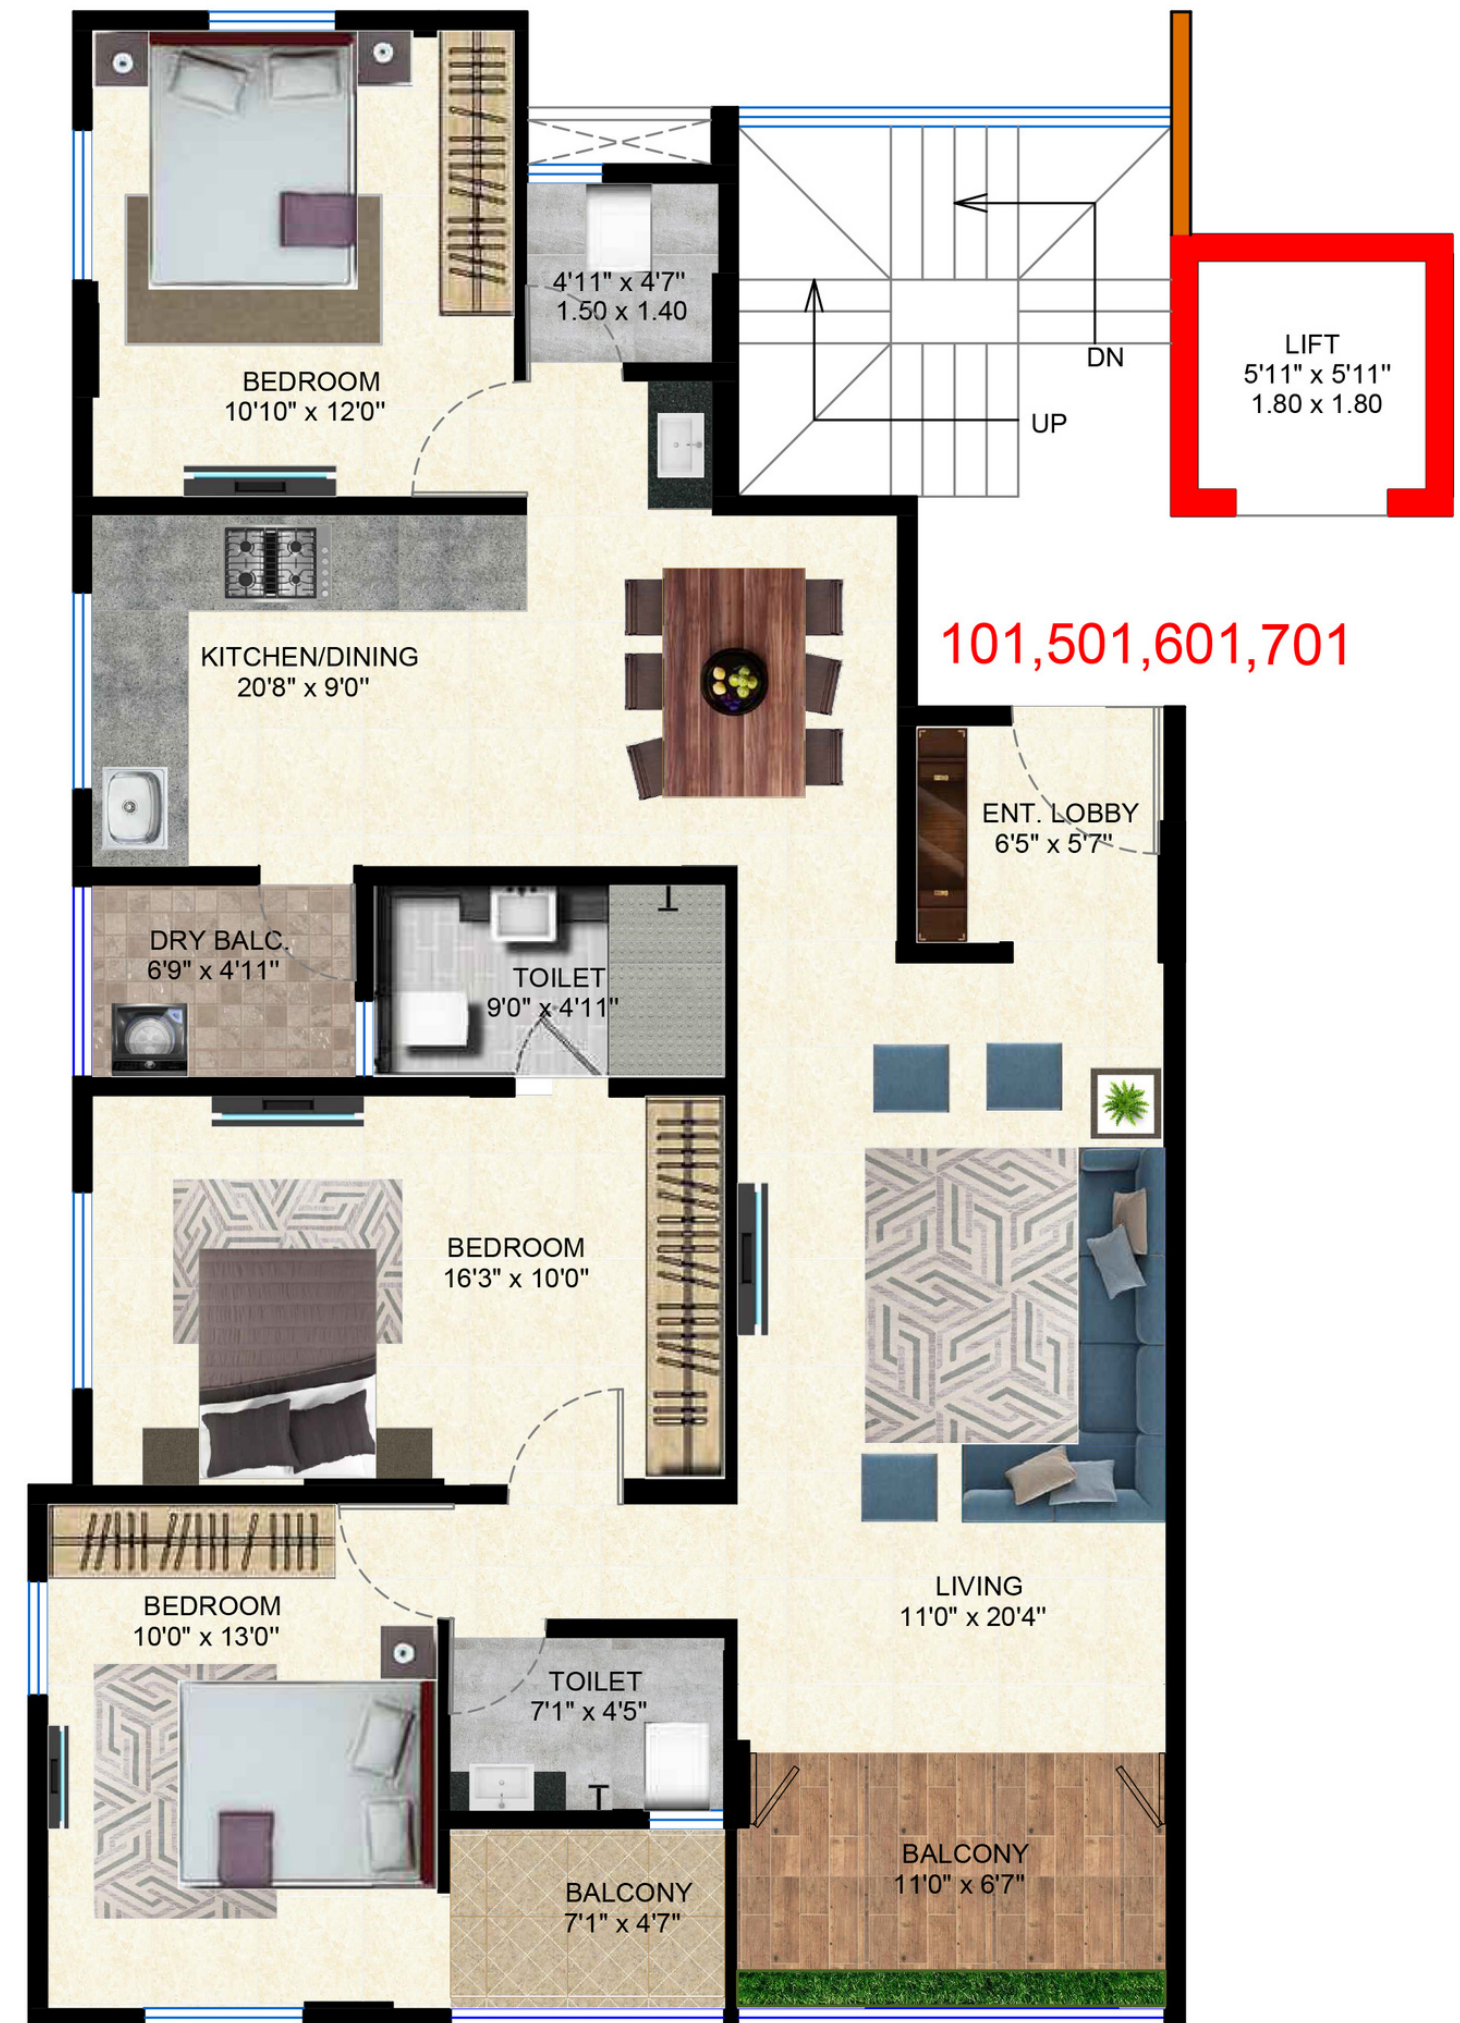 4'11" x 4'7"
1.50 x 1.40
LIFT
5'11" x 5'11"
1.80 x 1.80
DN
UP
BEDROOM
10'10" x 12'0"
101,501,601,701
KITCHEN/DINING
20'8" x 9'0"
ENT. LOBBY
6'5" x 5'7"
DRY BALC.
6'9" x 4'11"
TOILET
9'0" x 4'11"
BEDROOM
16'3" x 10'0"
LIVING
11'0" x 20'4"
BEDROOM
10'0" x 13'0"
TOILET
7'1" x 4'5"
BALCONY
11'0" x 6'7"
BALCONY
7'1" x 4'7"